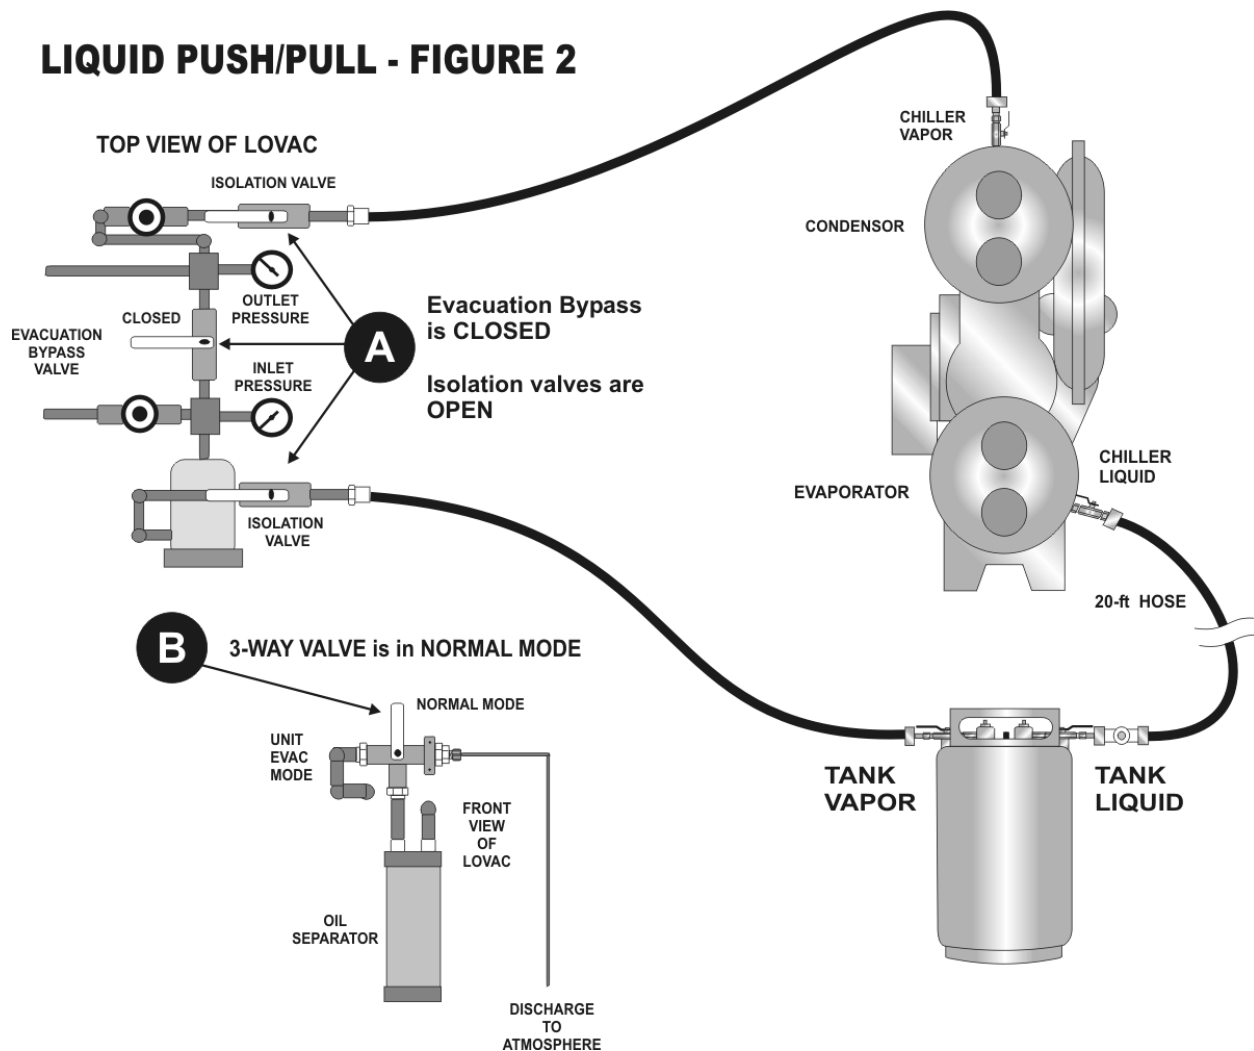 LIQUID PUSH/PULL - FIGURE 2
TOP VIEW OF LOVAC
ISOLATION VALVE
OUTLET
PRESSURE
CLOSED
EVACUATION
BYPASS
VALVE
INLET
PRESSURE
ISOLATION
VALVE
A
Evacuation Bypass
is CLOSED
Isolation valves are
OPEN
CHILLER
VAPOR
CONDENSOR
EVAPORATOR
CHILLER
LIQUID
20-ft HOSE
B
3-WAY VALVE is in NORMAL MODE
NORMAL MODE
UNIT
EVAC
MODE
FRONT
VIEW
OF
LOVAC
OIL
SEPARATOR
DISCHARGE
TO
ATMOSPHERE
TANK
VAPOR
TANK
LIQUID